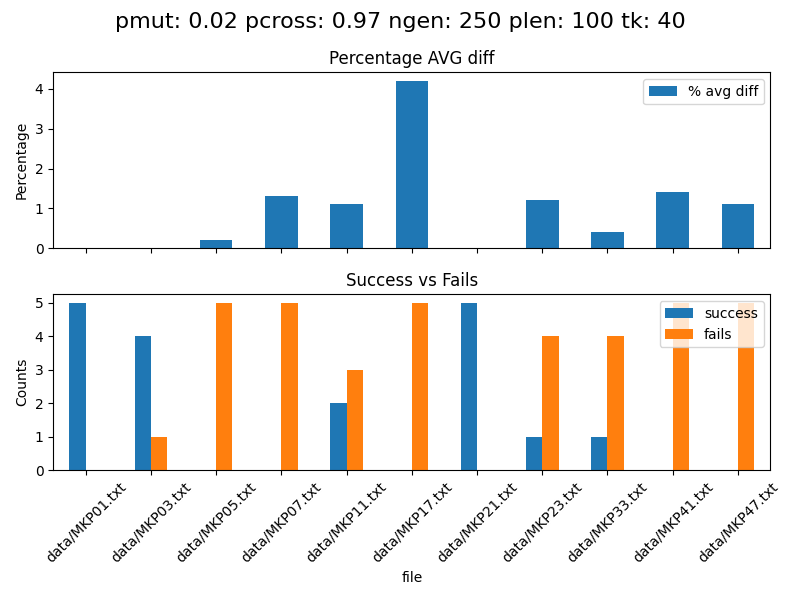 pmut: 0.02 pcross: 0.97 ngen: 250 plen: 100 tk: 40
Percentage AVG diff
% avg diff
Percentage
4
3
2
1
0
Success vs Fails
success
fails
Counts
5
4
3
2
1
0
data/MKP01.txt
data/MKP03.txt
data/MKP05.txt
data/MKP07.txt
data/MKP11.txt
data/MKP17.txt
data/MKP21.txt
data/MKP23.txt
data/MKP33.txt
data/MKP41.txt
data/MKP47.txt
file